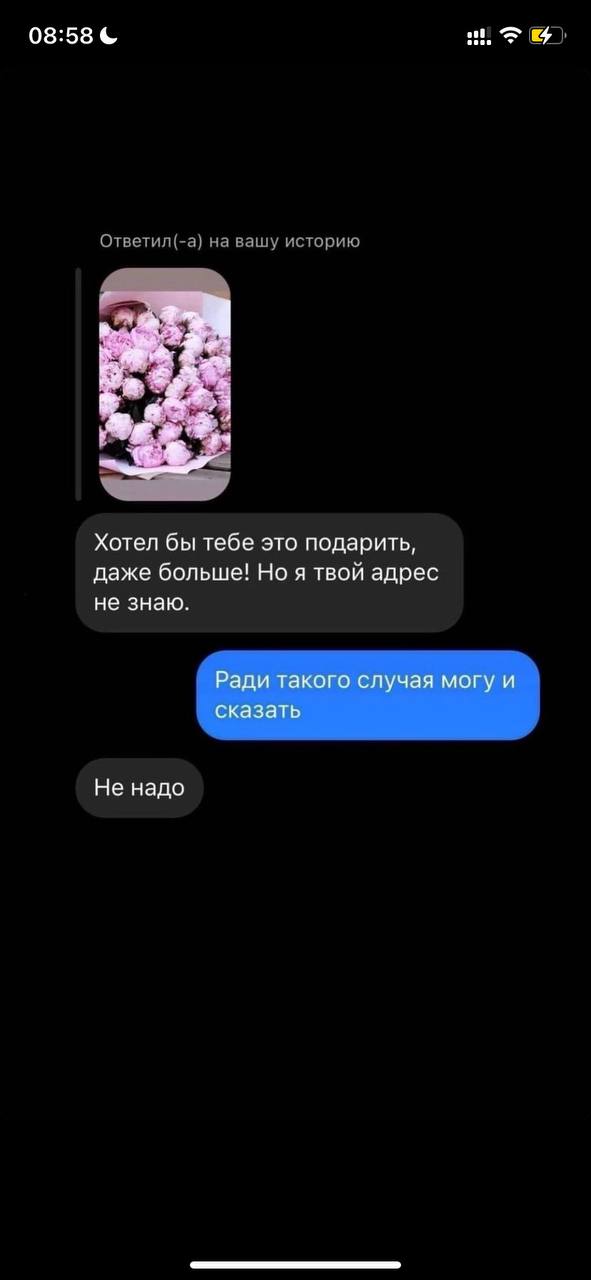 08:58
Ответил(-а) на вашу историю
Хотел бы тебе это подарить,
даже больше! Но я твой адрес
не знаю.
Ради такого случая могу и
сказать
Не надо